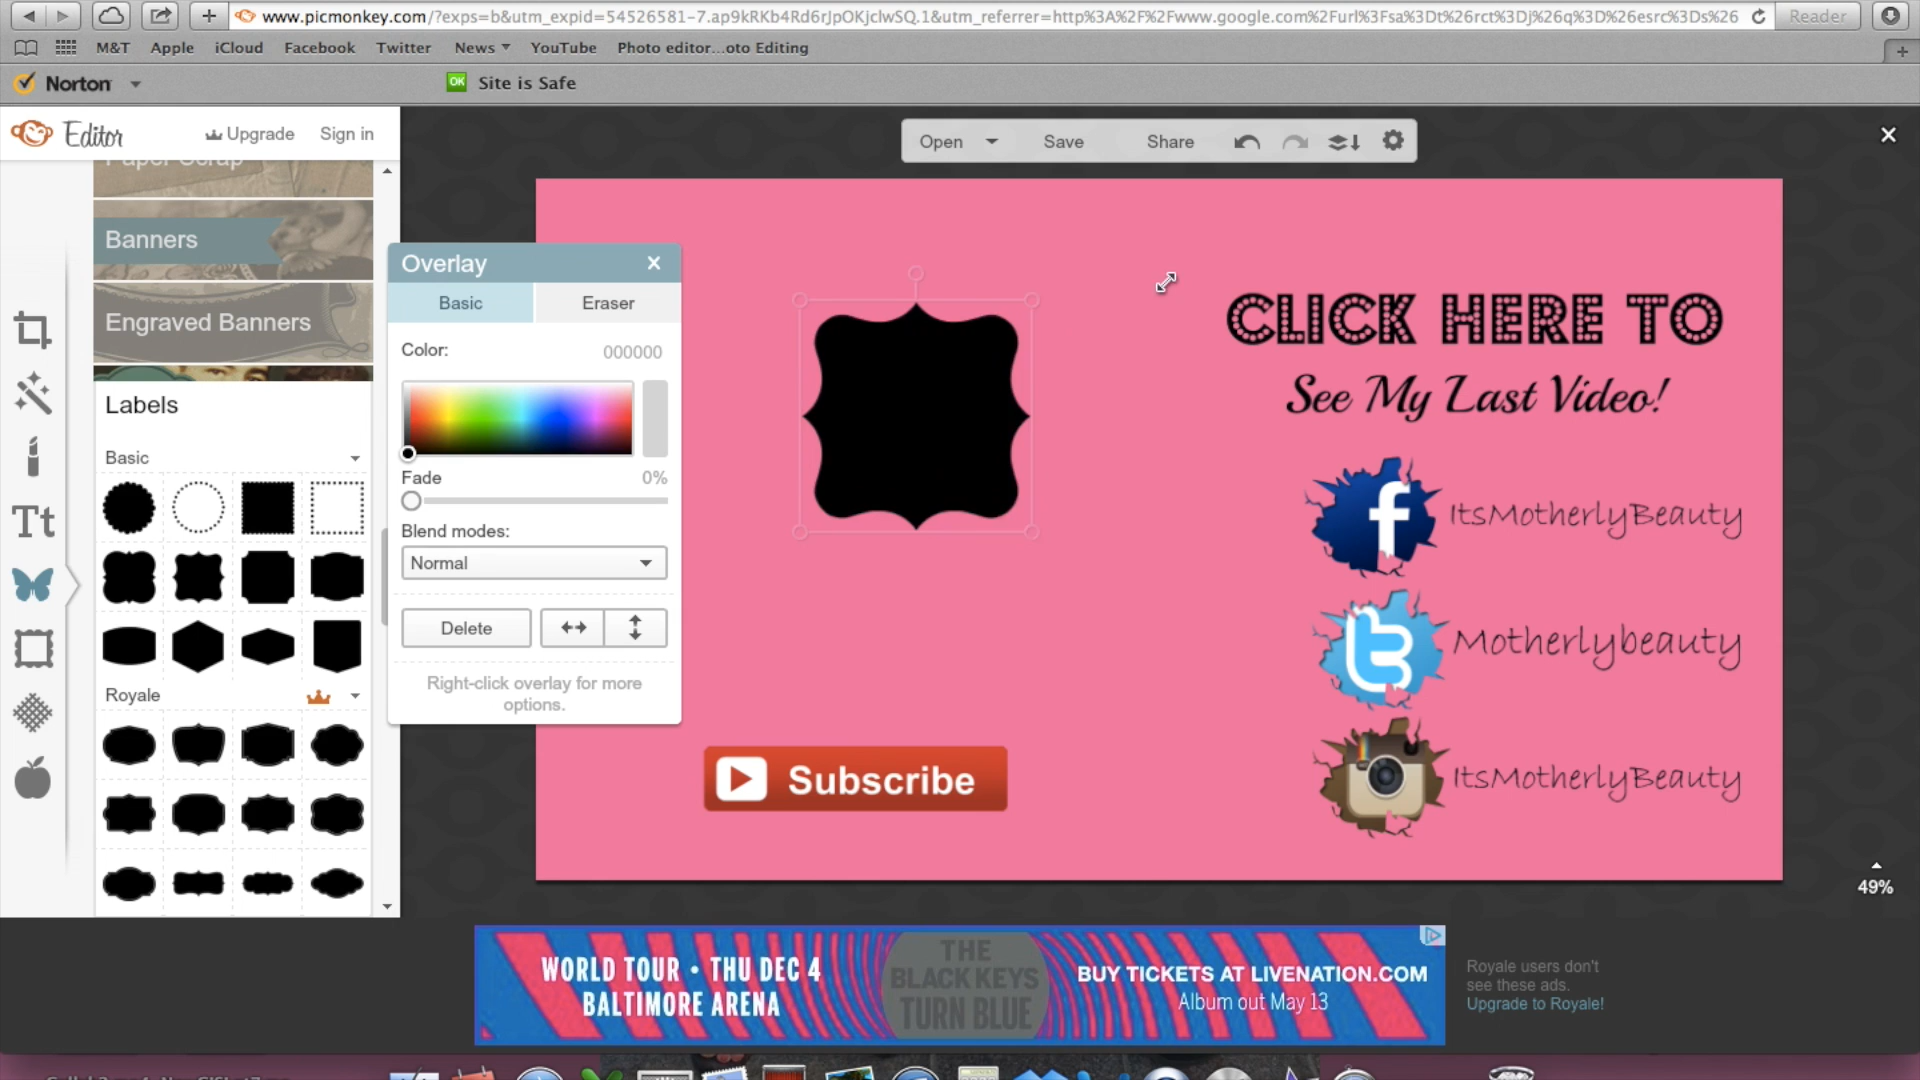 www.picmonkey.com/?exps=b&utm_expid=54526581-7.ap9kRKb4Rd6rJpOKjclwSQ.1&utm_referrer=http%3A%2F%2Fwww.google.com%2Furl%3Fsa%3Dt%26rct%3Dj%26q%3D%26esrc%3Ds%26
Reader
M&T Apple iCloud Facebook Twitter News YouTube Photo editor...oto Editing
Norton
OK Site is Safe
Editor Upgrade Sign in
Open Save Share
Paper Scrap
Banners
Engraved Banners
Labels
Basic
Royale
Overlay
Basic Eraser
Color: 000000
Fade 0%
Blend modes:
Normal
Delete
Right-click overlay for more
options.
CLICK HERE TO
See My Last Video!
f ItsMotherlyBeauty
Motherlybeauty
ItsMotherlyBeauty
Subscribe
49%
WORLD TOUR • THU DEC 4
BALTIMORE ARENA
THE
BLACK KEYS
TURN BLUE
BUY TICKETS AT LIVENATION.COM
Album out May 13
Royale users don't
see these ads.
Upgrade to Royale!